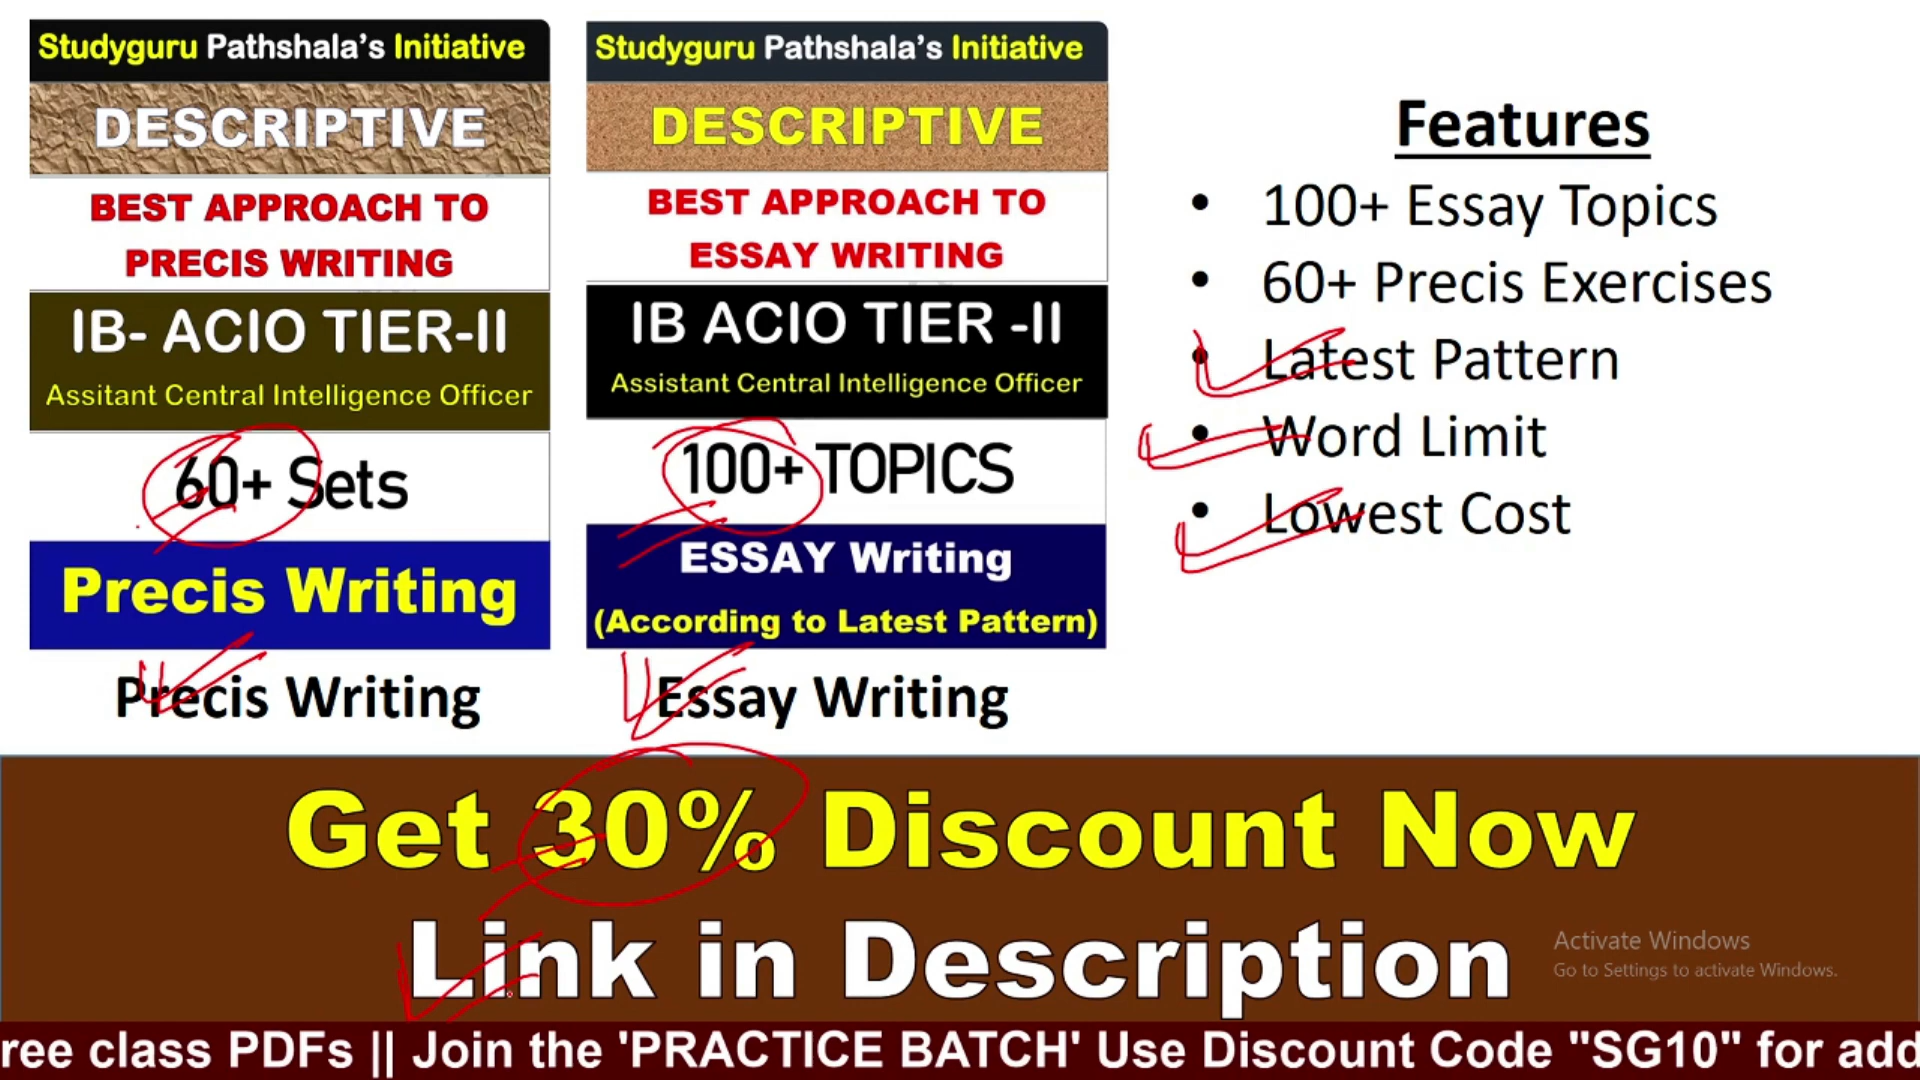 Studyguru Pathshala's Initiative
DESCRIPTIVE
BEST APPROACH TO
PRECIS WRITING
IB- ACIO TIER-II
Assitant Central Intelligence Officer
60+ Sets
Precis Writing
Precis Writing
Studyguru Pathshala's Initiative
DESCRIPTIVE
BEST APPROACH TO
ESSAY WRITING
IB ACIO TIER -II
Assistant Central Intelligence Officer
100+ TOPICS
ESSAY Writing
(According to Latest Pattern)
Essay Writing
Features
• 100+ Essay Topics
• 60+ Precis Exercises
• Latest Pattern
• Word Limit
• Lowest Cost
Get 30% Discount Now
Link in Description
Activate Windows
Go to Settings to activate Windows.
ree class PDFs || Join the 'PRACTICE BATCH' Use Discount Code "SG10" for add